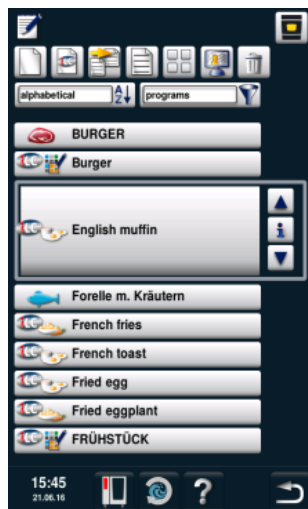 alphabetical
A
Z
programs
BURGER
Burger
English muffin
i
Forelle m. Kräutern
French fries
French toast
Fried egg
Fried eggplant
FRÜHSTÜCK
15:45
?
21.06.16